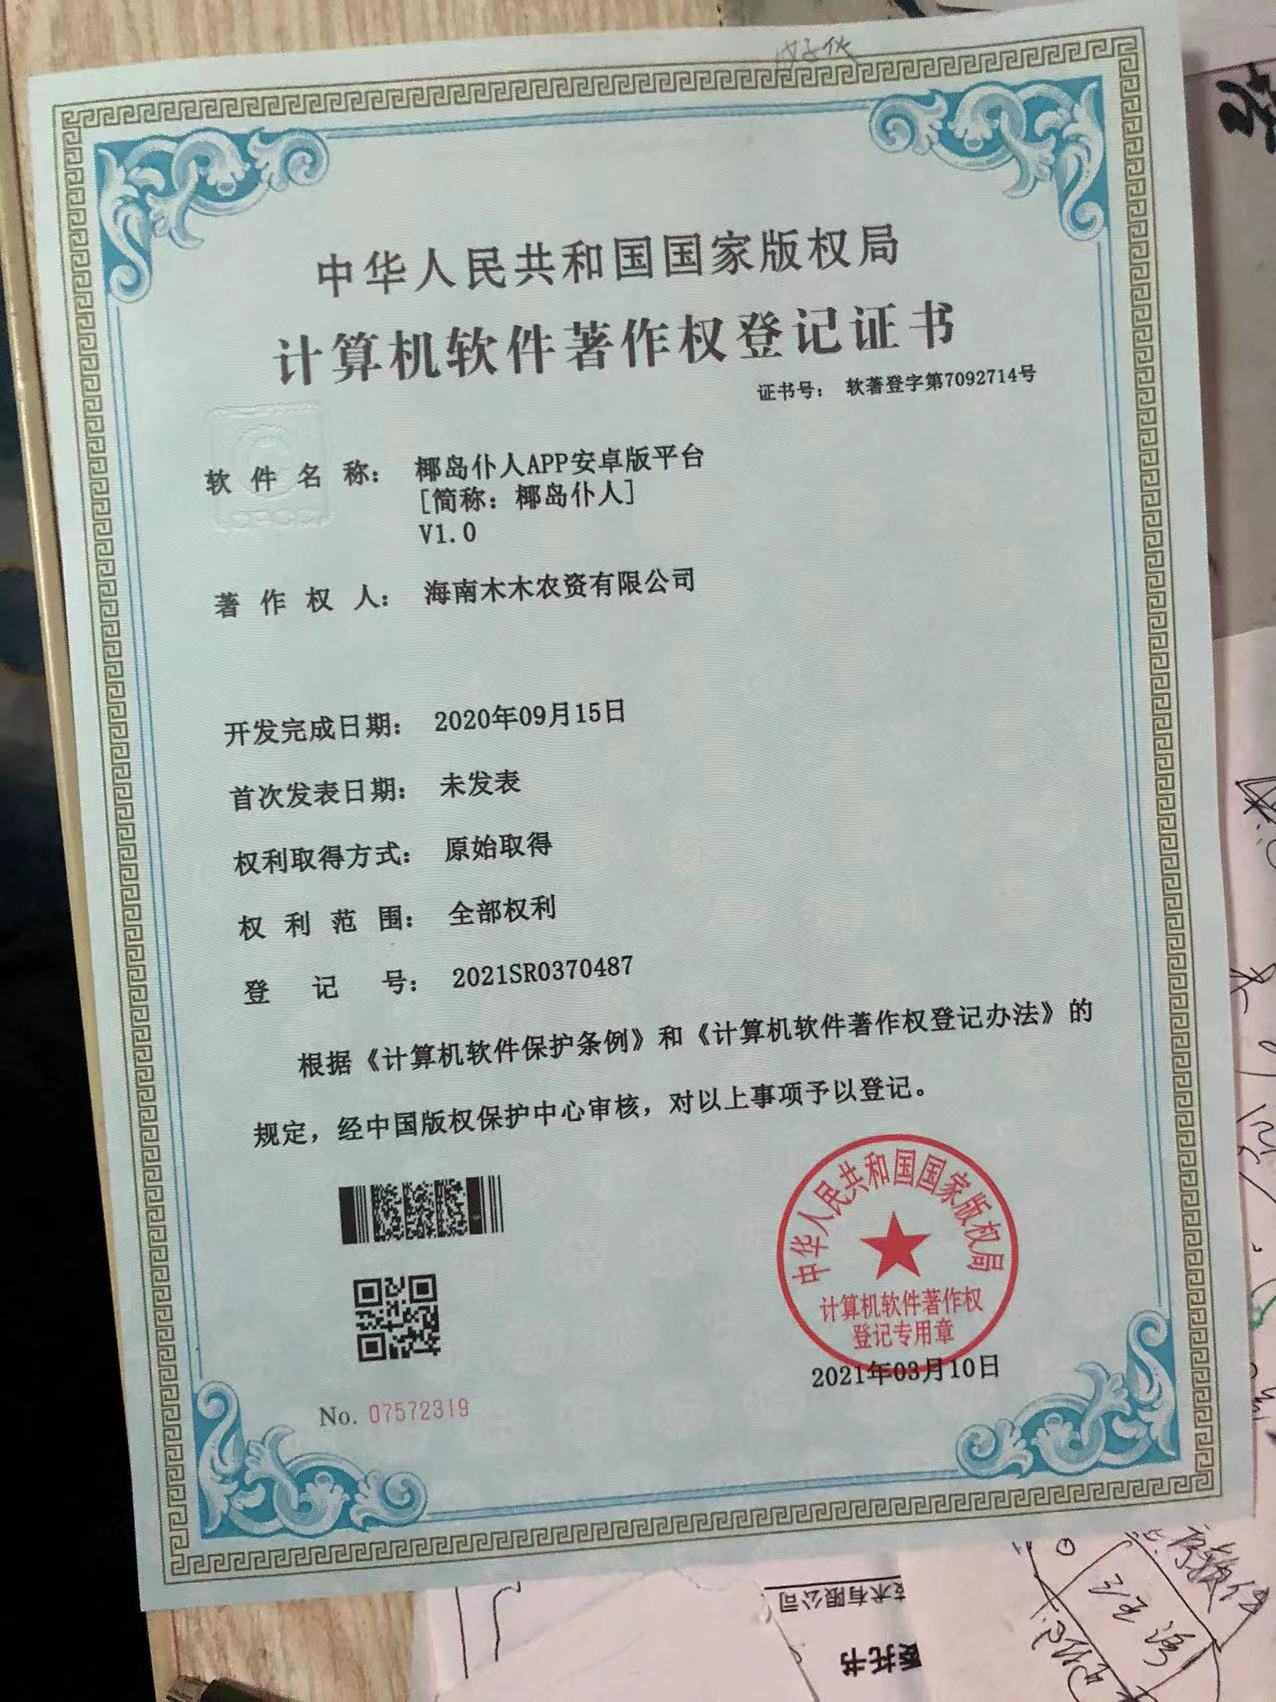 中华人民共和国国家版权局
计算机软件著作权登记证书
证书号： 软著登字第7092714号
软件名称： 椰岛仆人APP安卓版平台
[简称：椰岛仆人]
V1.0
著作权人： 海南木木农资有限公司
开发完成日期： 2020年09月15日
首次发表日期： 未发表
权利取得方式： 原始取得
权利范围： 全部权利
登记号： 2021SR0370487
根据《计算机软件保护条例》和《计算机软件著作权登记办法》的
规定，经中国版权保护中心审核，对以上事项予以登记。
中华人民共和国国家版权局
计算机软件著作权
登记专用章
2021年03月10日
No. 07572319
术有限公司
委托书